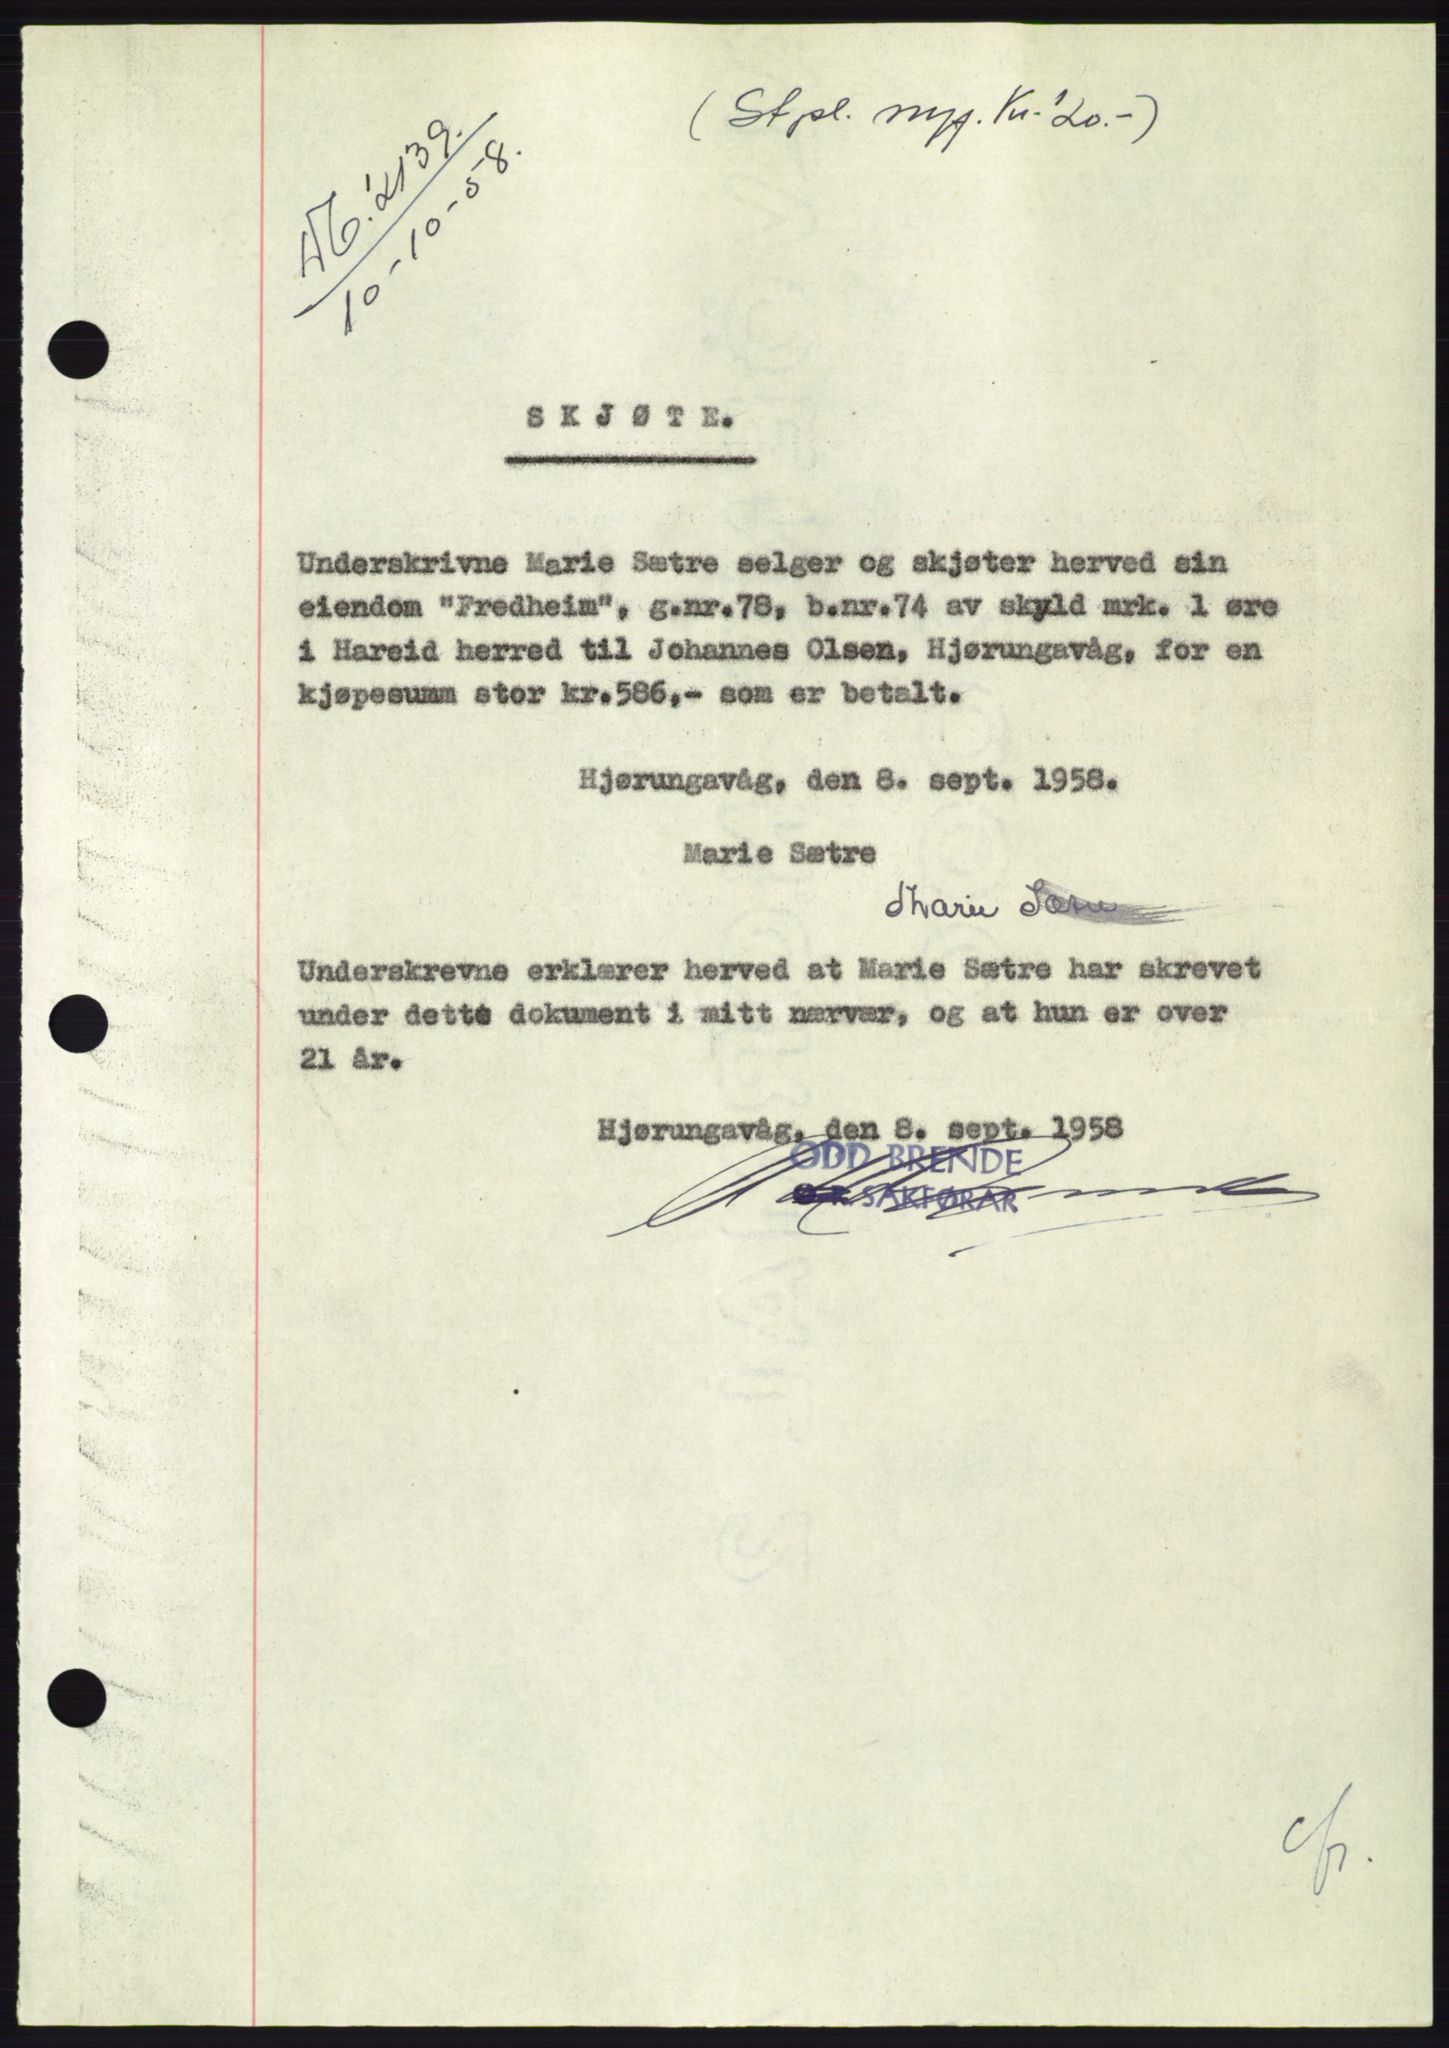 (Stpl. mrk. Kr. 20.-)
2139.
10-10-58.
SKJØTE.
Underskrivne Marie Sætre selger og skjøter herved sin
eiendom "Fredheim", g.nr.78, b.nr.74 av skyld mrk. 1 øre
i Hareid herred til Johannes Olsen, Hjørungavåg, for en
kjøpesumm stor kr.586,- som er betalt.
Hjørungavåg, den 8. sept. 1958.
Marie Sætre
Marie Sætre
Underskrevne erklærer herved at Marie Sætre har skrevet
under dette dokument i mitt nærvær, og at hun er over
21 år.
Hjørungavåg, den 8. sept. 1958
ODD BRENDE
O.R.SAKFØRAR